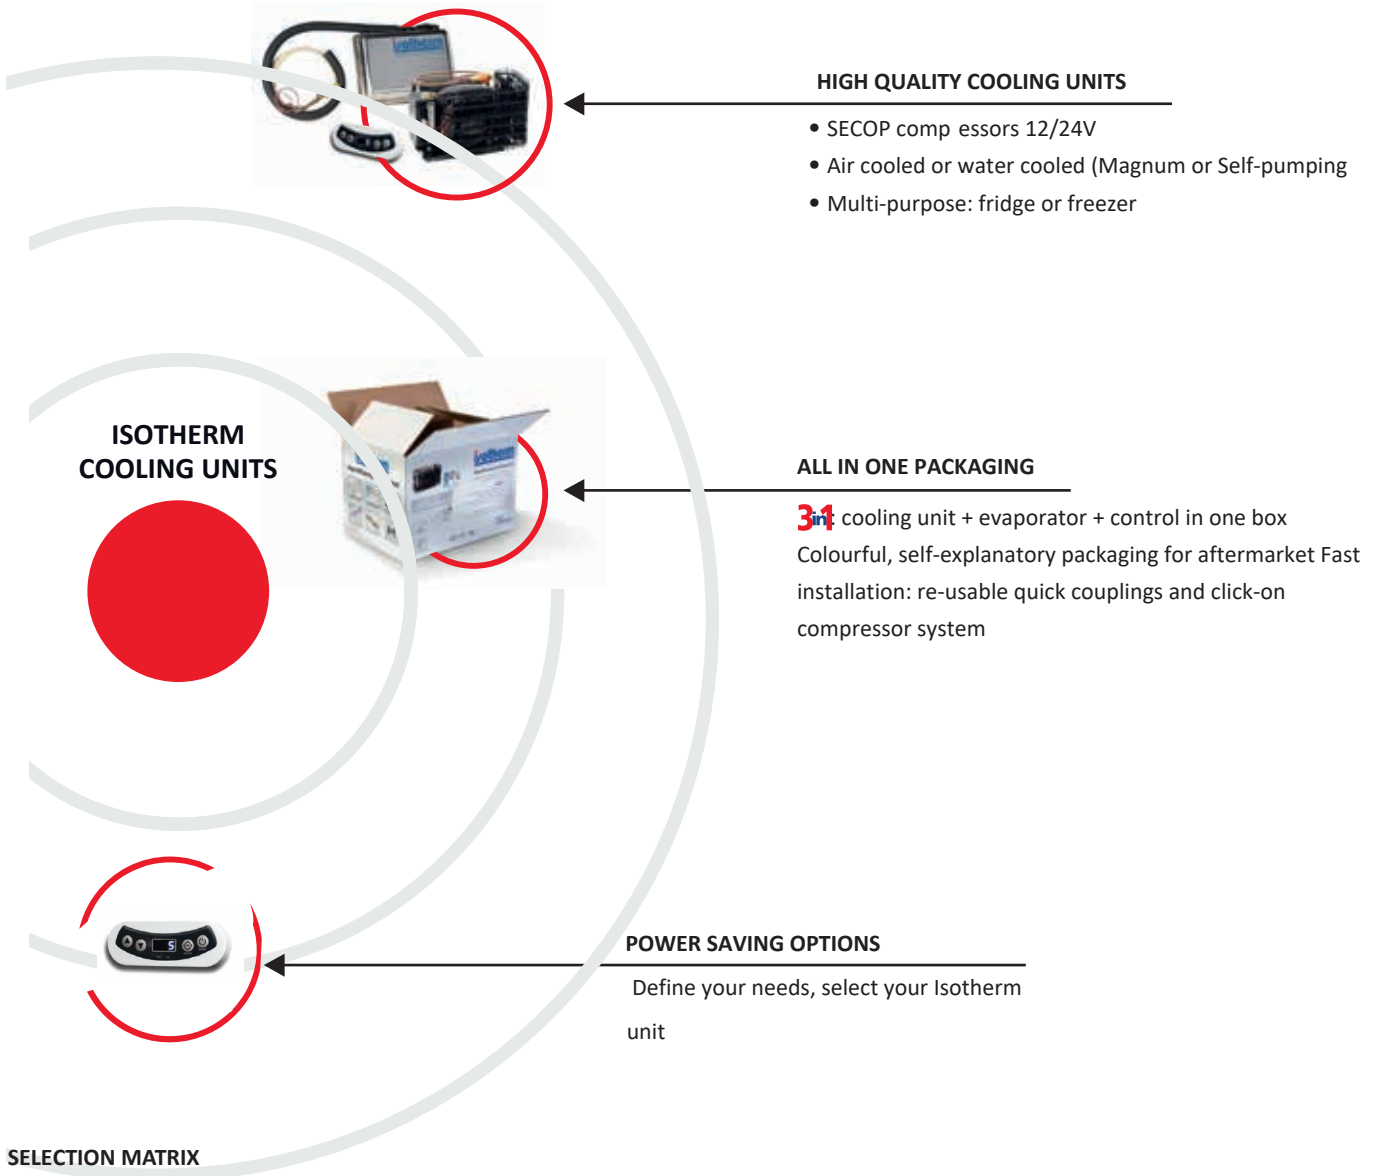 isotherm
HIGH QUALITY COOLING UNITS
• SECOP comp essors 12/24V
• Air cooled or water cooled (Magnum or Self-pumping
• Multi-purpose: fridge or freezer
ISOTHERM
COOLING UNITS
isotherm
ALL IN ONE PACKAGING
3in1: cooling unit + evaporator + control in one box
Colourful, self-explanatory packaging for aftermarket Fast
installation: re-usable quick couplings and click-on
compressor system
5
POWER SAVING OPTIONS
Define your needs, select your Isotherm
unit
SELECTION MATRIX